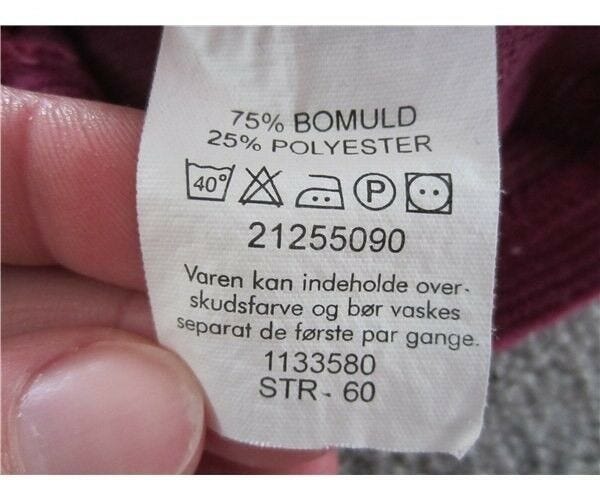 75% BOMULD
25% POLYESTER
40° P
21255090
Varen kan indeholde over-
skudsfarve og bør vaskes
separat de første par gange.
1133580
STR- 60